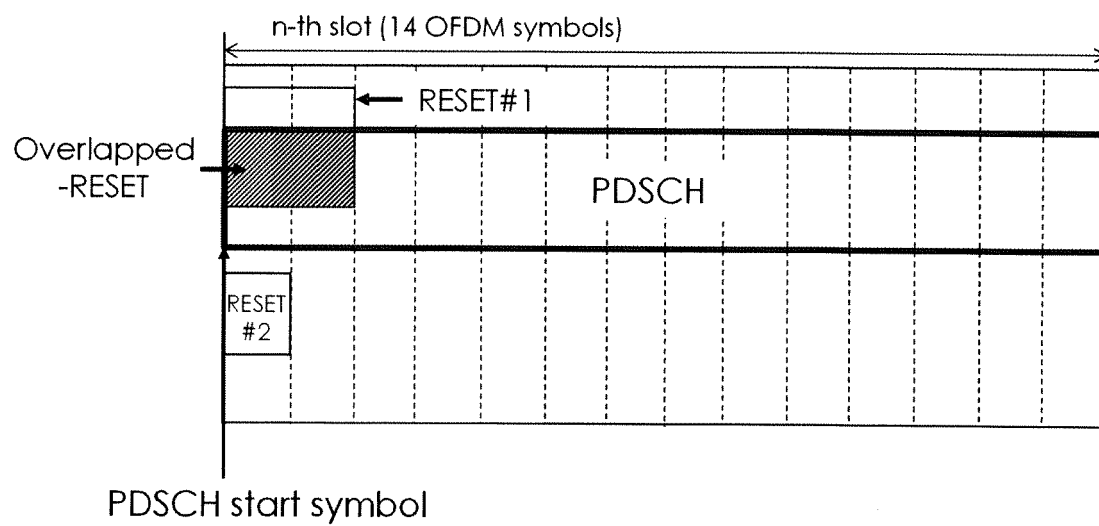 n-th slot (14 OFDM symbols)
RESET#1
Overlapped
-RESET
PDSCH
RESET
#2
PDSCH start symbol